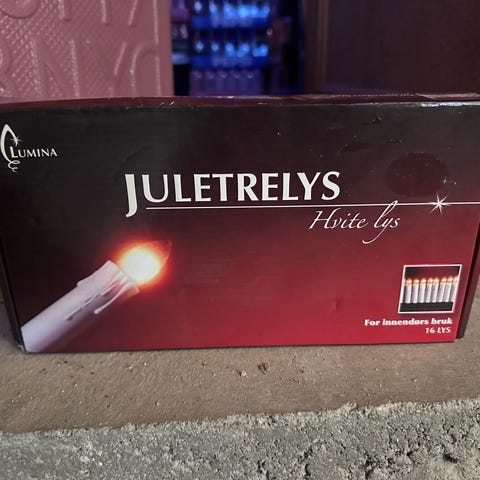 LUMINA
JULETRELYS
Hvite lys
For innendørs bruk
16 LYS